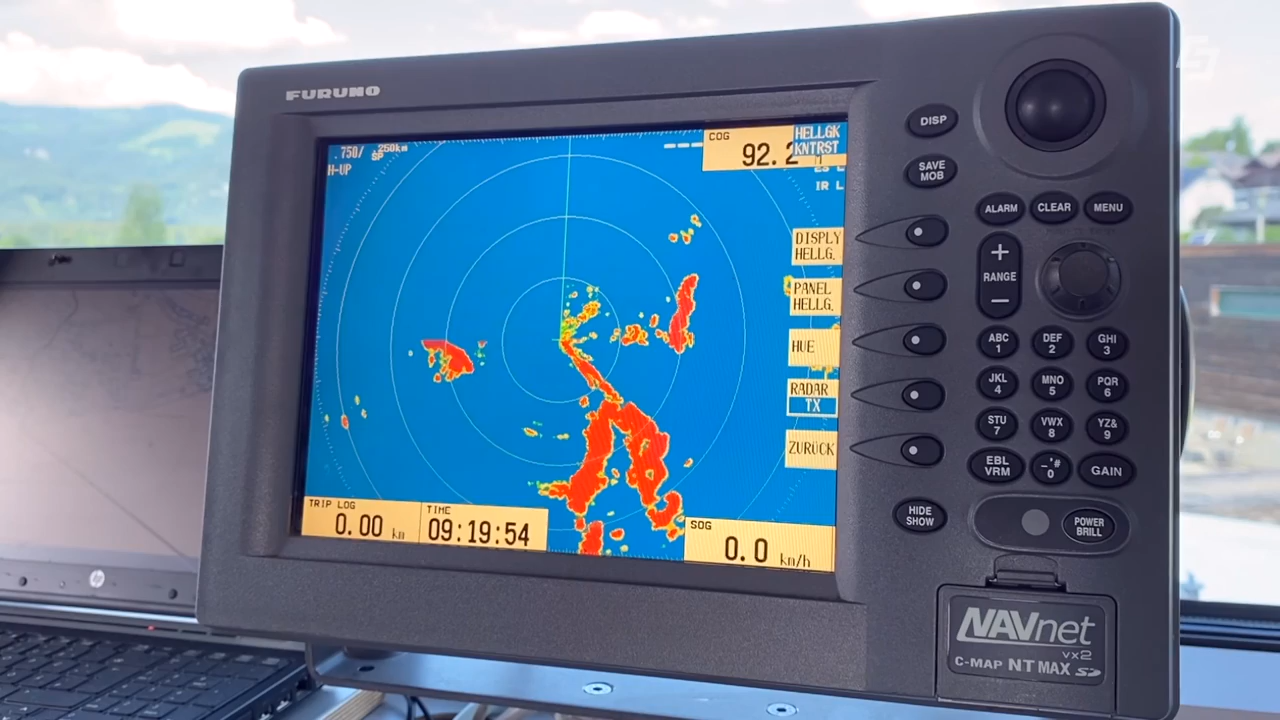 FURUNO
.750/ .250km
SP
H-UP
COG
92.2
HELLGK
KNTRST
IR L
DISPLY
HELLG.
PANEL
HELLG.
HUE
RADAR
TX
ZURÜCK
TRIP LOG
0.00 km
TIME
09:19:54
SOG
0.0 km/h
DISP
SAVE
MOB
ALARM
CLEAR
MENU
+
RANGE
−
ABC
1
DEF
2
GHI
3
JKL
4
MNO
5
PQR
6
STU
7
VWX
8
YZ&
9
EBL
VRM
-'#
0
GAIN
HIDE
SHOW
POWER
BRILL
NAVnet
vx2
C-MAP NT MAX SD
hp